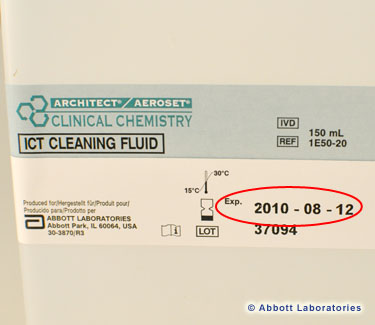 ARCHITECT®/AEROSET®
CLINICAL CHEMISTRY
ICT CLEANING FLUID
IVD
150 mL
REF 1E50-20
30°C
15°C
Exp. 2010 - 08 - 12
Produced for/Hergestellt für/Produit pour/
Producido para/Prodotto per
ABBOTT LABORATORIES
Abbott Park, IL 60064, USA
30-3870/R3
i
LOT 37094
© Abbott Laboratories